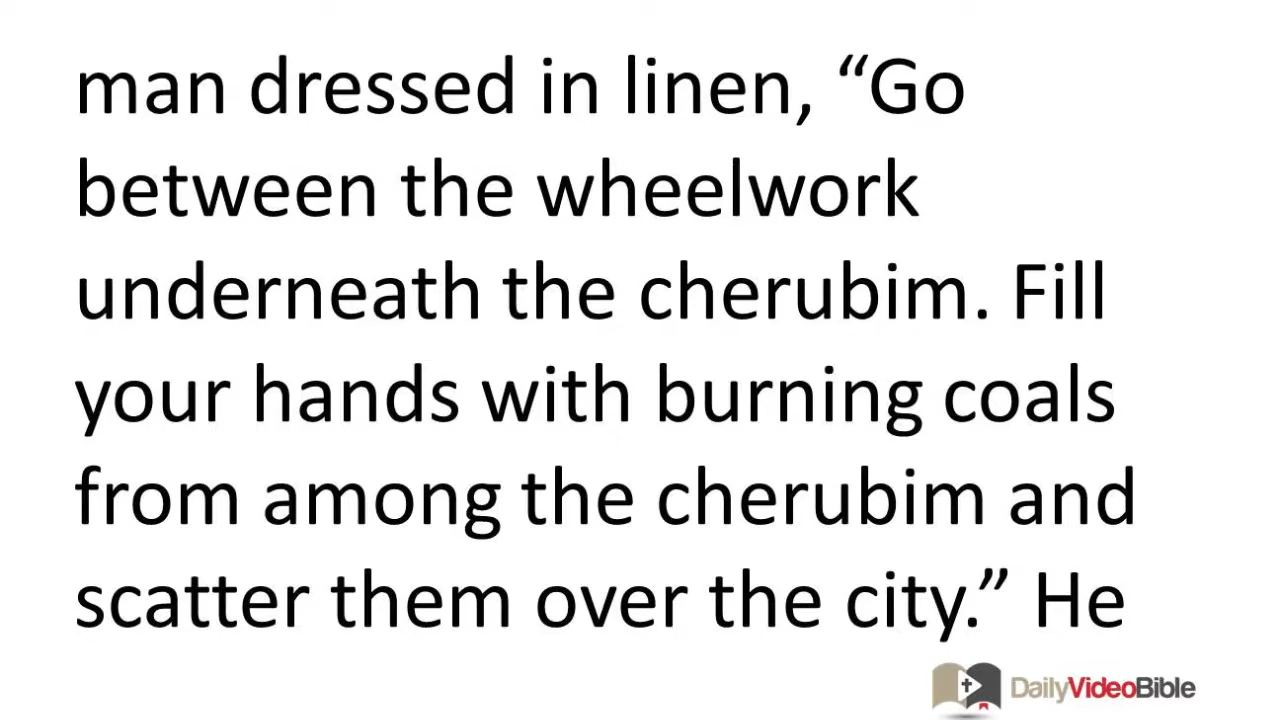 man dressed in linen, “Go
between the wheelwork
underneath the cherubim. Fill
your hands with burning coals
from among the cherubim and
scatter them over the city.” He
DailyVideoBible